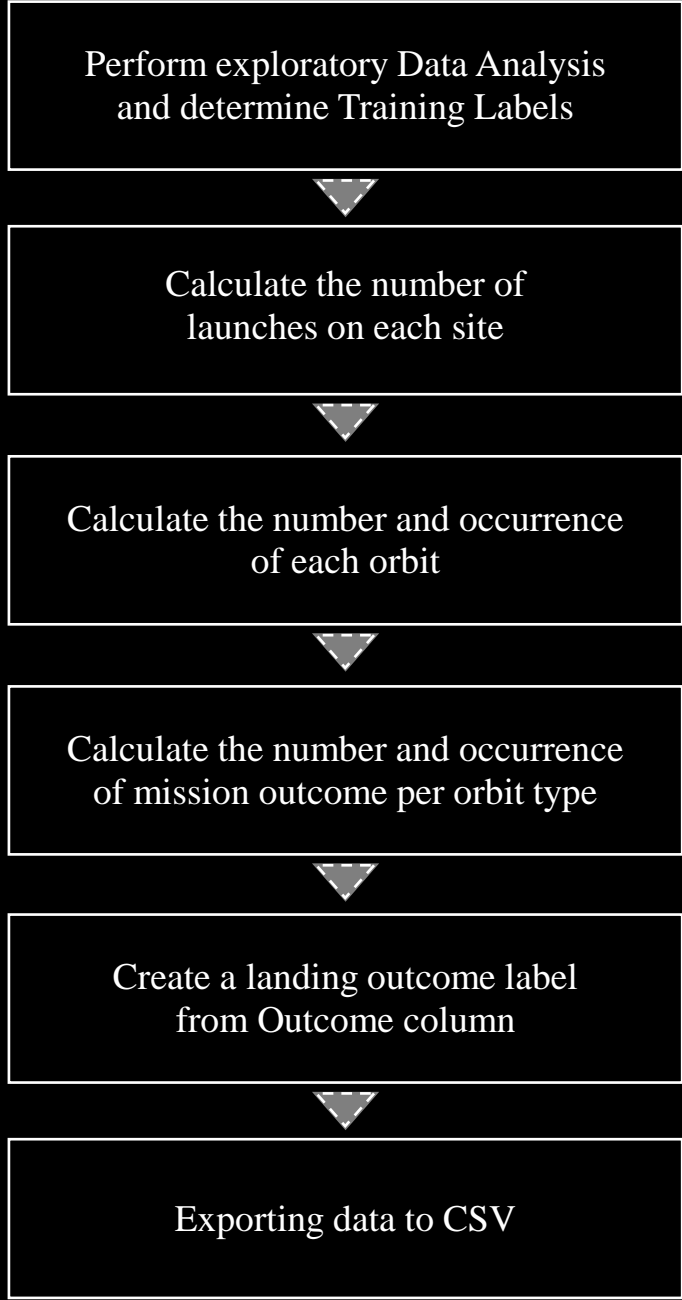 Perform exploratory Data Analysis
and determine Training Labels
Calculate the number of
launches on each site
Calculate the number and occurrence
of each orbit
Calculate the number and occurrence
of mission outcome per orbit type
Create a landing outcome label
from Outcome column
Exporting data to CSV